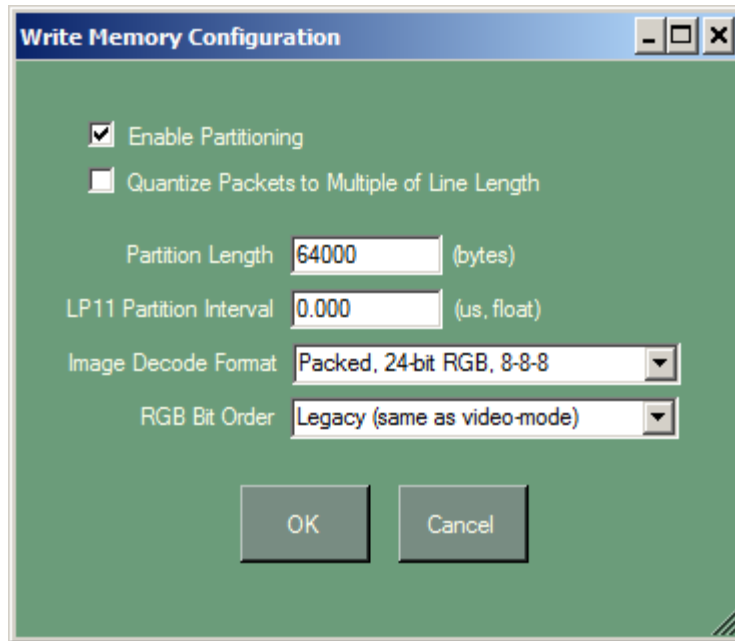 Write Memory Configuration
Enable Partitioning
Quantize Packets to Multiple of Line Length
Partition Length 64000 (bytes)
LP11 Partition Interval 0.000 (us, float)
Image Decode Format Packed, 24-bit RGB, 8-8-8
RGB Bit Order Legacy (same as video-mode)
OK Cancel